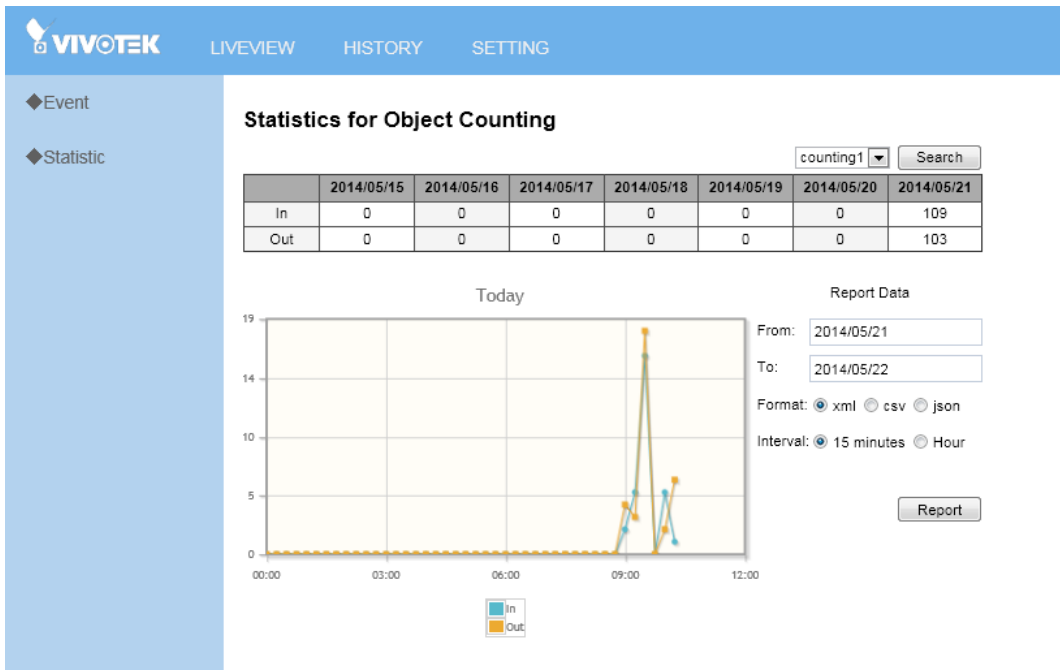 VIVOTEK LIVEVIEW HISTORY SETTING
◆Event
◆Statistic
Statistics for Object Counting
counting1 Search
2014/05/15 2014/05/16 2014/05/17 2014/05/18 2014/05/19 2014/05/20 2014/05/21
In 0 0 0 0 0 0 109
Out 0 0 0 0 0 0 103
Today
19
14
10
5
0
00:00 03:00 06:00 09:00 12:00
In
Out
Report Data
From: 2014/05/21
To: 2014/05/22
Format: xml csv json
Interval: 15 minutes Hour
Report